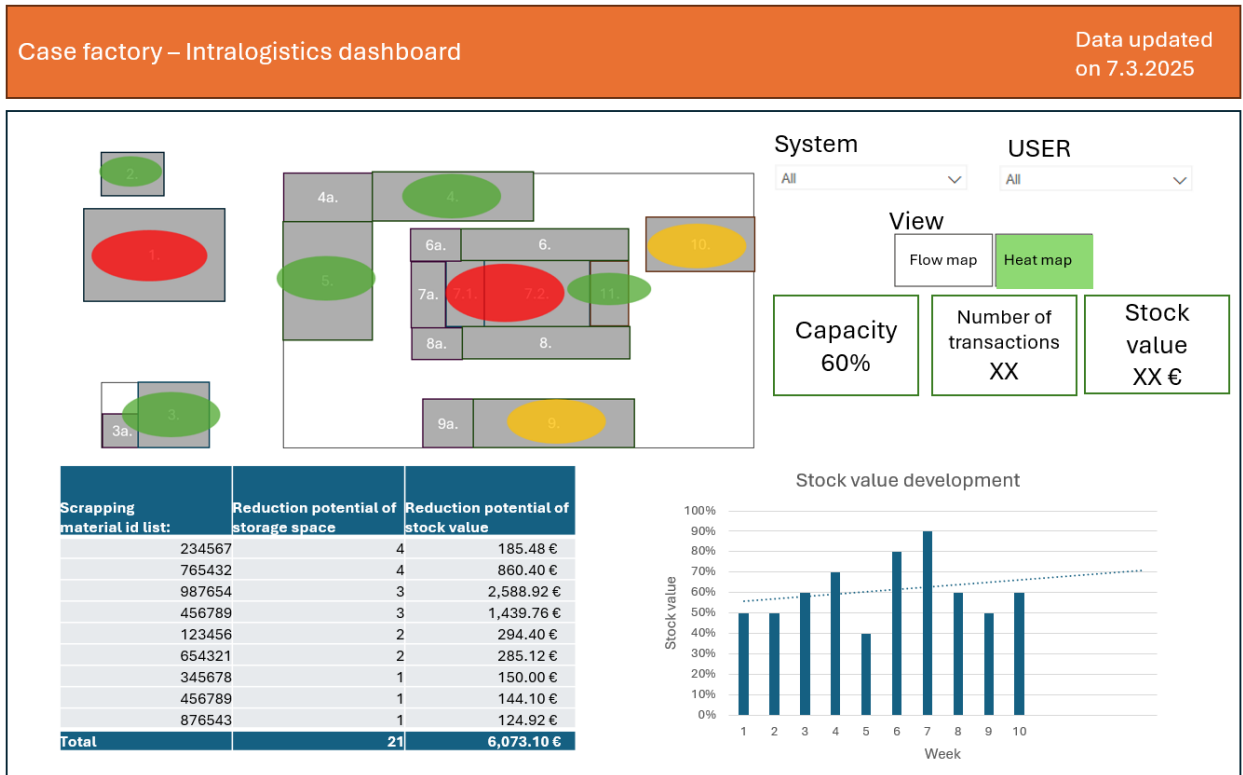 Case factory – Intralogistics dashboard
Data updated
on 7.3.2025
System
All
USER
All
View
Flow map
Heat map
Capacity
60%
Number of
transactions
XX
Stock
value
XX €
2.
1.
3.
3a.
4a.
4.
5.
6a.
6.
7a.
7.1.
7.2.
11.
8a.
8.
9a.
9.
10.
Scrapping
material id list:
Reduction potential of
storage space
Reduction potential of
stock value
234567 4 185.48 €
765432 4 860.40 €
987654 3 2,588.92 €
456789 3 1,439.76 €
123456 2 294.40 €
654321 2 285.12 €
345678 1 150.00 €
456789 1 144.10 €
876543 1 124.92 €
Total 21 6,073.10 €
Stock value development
Stock value
100%
90%
80%
70%
60%
50%
40%
30%
20%
10%
0%
1 2 3 4 5 6 7 8 9 10
Week